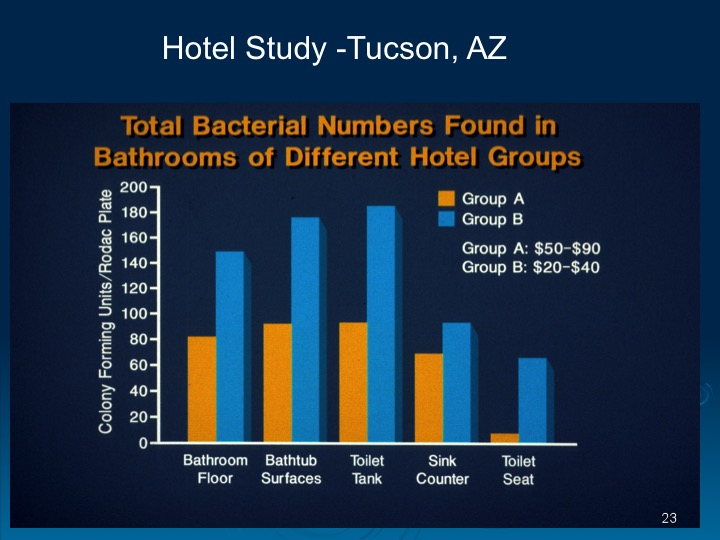 Hotel Study -Tucson, AZ
Total Bacterial Numbers Found in
Bathrooms of Different Hotel Groups
Colony Forming Units/Rodac Plate
200
180
160
140
120
100
80
60
40
20
0
Group A
Group B
Group A: $50–$90
Group B: $20–$40
Bathroom
Floor
Bathtub
Surfaces
Toilet
Tank
Sink
Counter
Toilet
Seat
23